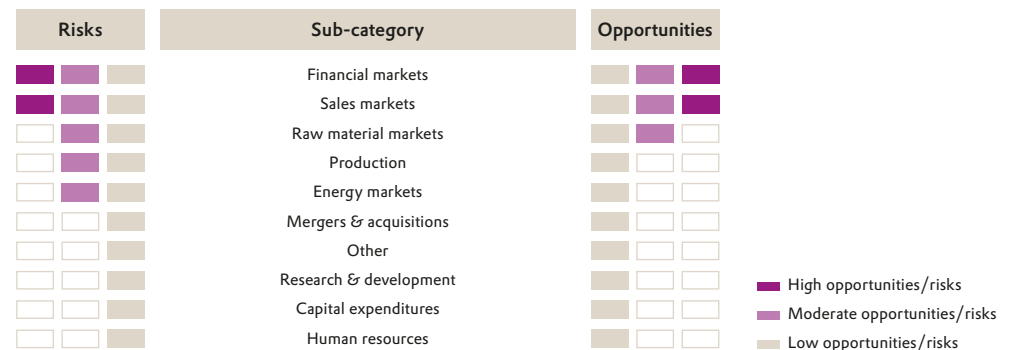 Risks
Sub-category
Opportunities
Financial markets
Sales markets
Raw material markets
Production
Energy markets
Mergers & acquisitions
Other
Research & development
Capital expenditures
Human resources
High opportunities/risks
Moderate opportunities/risks
Low opportunities/risks